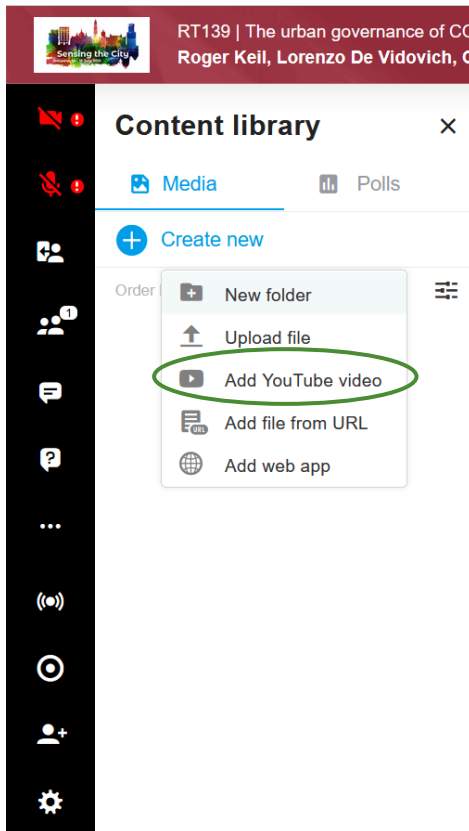 Sensing the City
RT139 | The urban governance of CO
Roger Keil, Lorenzo De Vidovich, C
Content library
Media
Polls
Create new
Order
New folder
Upload file
1
Add YouTube video
URL
Add file from URL
?
Add web app